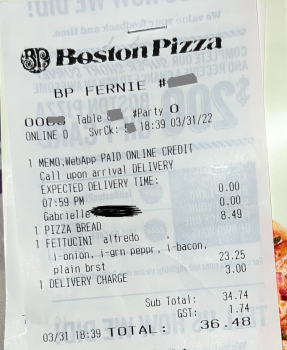 BP Boston Pizza
BP FERNIE #
Table #Party 0
ONLINE O SvrCk: 18:39 03/31/22
1 MEMO,WebApp PAID ONLINE CREDIT
Call upon arrival DELIVERY
EXPECTED DELIVERY TIME: 0.00
07:59 PM 0.00
Gabrielle 8.49
1 PIZZA BREAD
1 FETTUCINI alfredo ,
i-onion, i-grn peppr, i-bacon,
plain brst 23.25
1 DELIVERY CHARGE 3.00
Sub Total: 34.74
GST: 1.74
03/31 18:39 TOTAL: 36.48